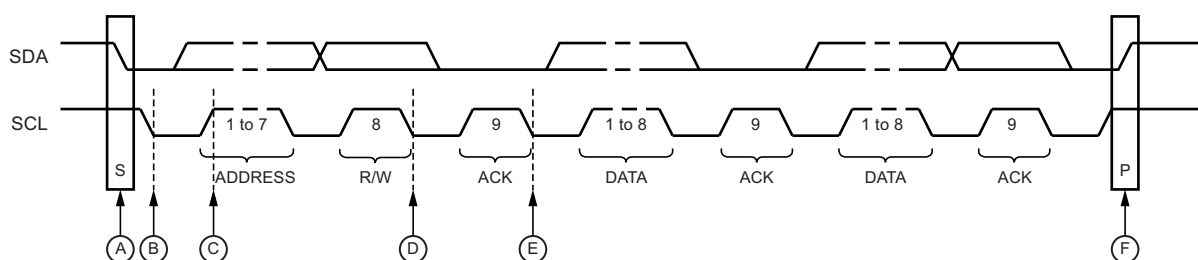 SDA
SCL
1 to 7
8
9
1 to 8
9
1 to 8
9
S
ADDRESS
R/W
ACK
DATA
ACK
DATA
ACK
P
A
B
C
D
E
F